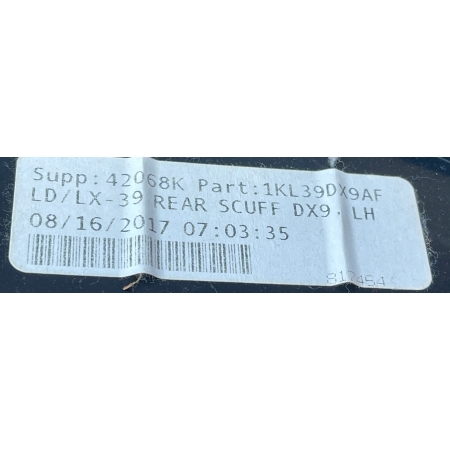 Supp:42068K Part:1KL39DX9AF
LD/LX-39 REAR SCUFF DX9, LH
08/16/2017 07:03:35